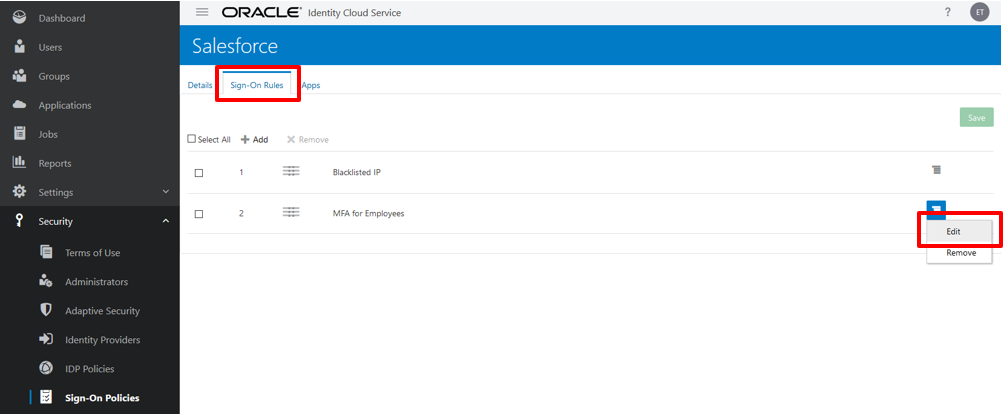 Dashboard
Users
Groups
Applications
Jobs
Reports
Settings
Security
Terms of Use
Administrators
Adaptive Security
Identity Providers
IDP Policies
Sign-On Policies
ORACLE Identity Cloud Service
? ET
Salesforce
Details Sign-On Rules Apps
Save
Select All Add Remove
1 Blacklisted IP
2 MFA for Employees
Edit
Remove